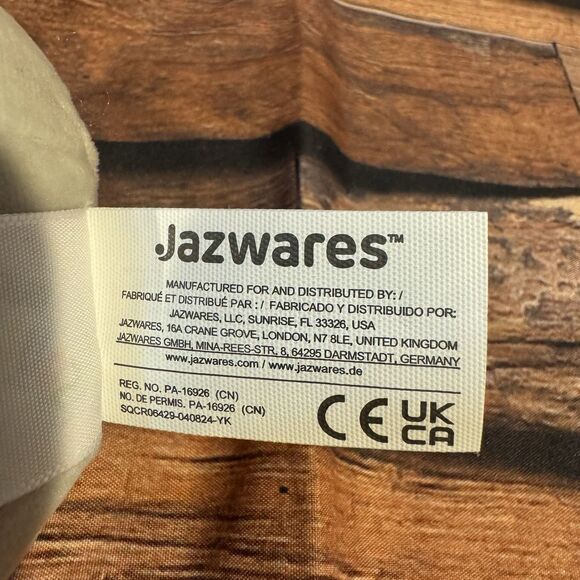 Jazwares™
MANUFACTURED FOR AND DISTRIBUTED BY: /
FABRIQUÉ ET DISTRIBUÉ PAR : / FABRICADO Y DISTRIBUIDO POR:
JAZWARES, LLC, SUNRISE, FL 33326, USA
JAZWARES, 16A CRANE GROVE, LONDON, N7 8LE, UNITED KINGDOM
JAZWARES GMBH, MINA-REES-STR. 8, 64295 DARMSTADT, GERMANY
www.jazwares.com / www.jazwares.de
REG. NO. PA-16926 (CN)
NO. DE PERMIS. PA-16926 (CN)
SQCR06429-040824-YK
CE
UK
CA